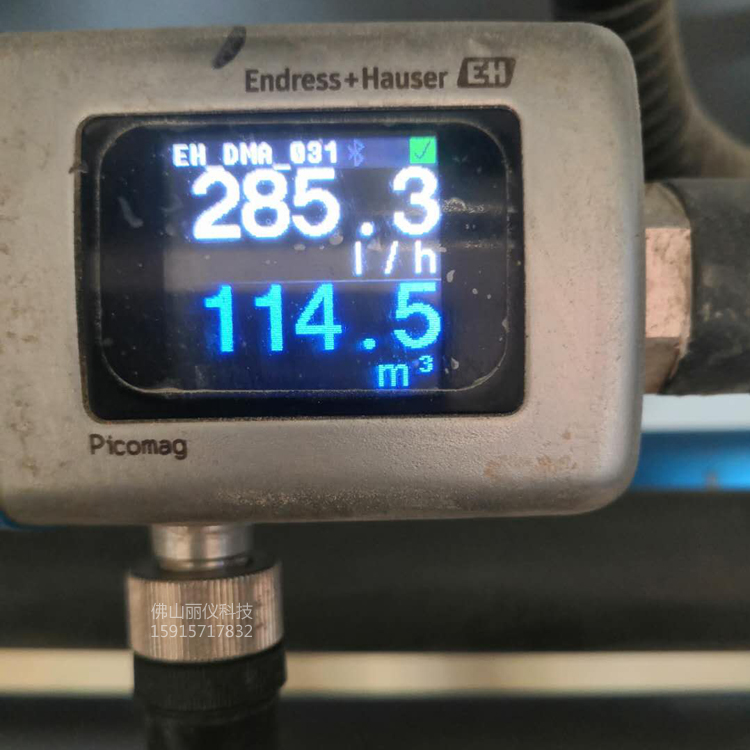 Endress+Hauser EH
EH_DMA_031
285.3
l/h
114.5
m³
Picomag
佛山丽仪科技
15915717832